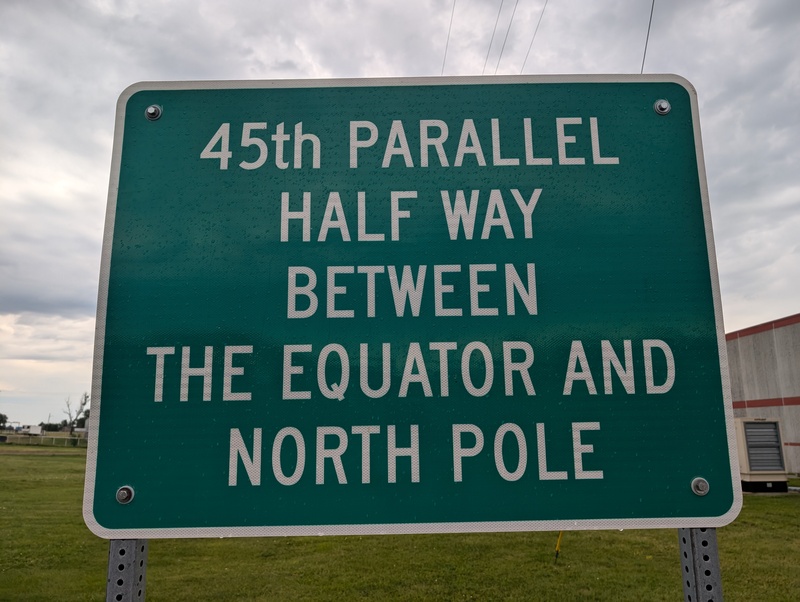 45th PARALLEL
HALF WAY
BETWEEN
THE EQUATOR AND
NORTH POLE